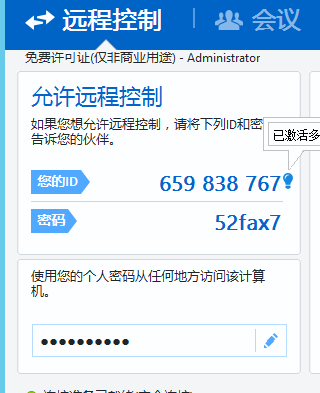 远程控制
会议
免费许可证(仅非商业用途) - Administrator
允许远程控制
如果您想允许远程控制，请将下列ID和密
告诉您的伙伴。
已激活多
您的ID
659 838 767
密码
52fax7
使用您的个人密码从任何地方访问该计算
机。